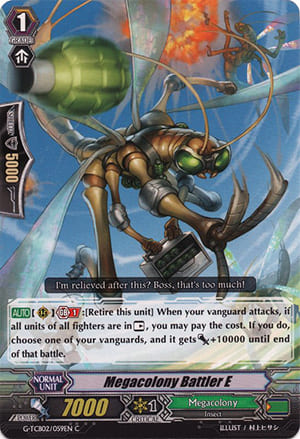 1
GRADE
SHIELD 5000
I'm relieved after this? Boss, that's too much!
AUTO [ ]GB 1:[Retire this unit] When your vanguard attacks, if
all units of all fighters are in , you may pay the cost. If you do,
choose one of your vanguards, and it gets +10000 until end
of that battle.
NORMAL
UNIT
Megacolony Battler E
POWER
7000
1
CRITICAL
Megacolony
Insect
G-TCB02/059EN C
ILLUST / 村上ヒサシ